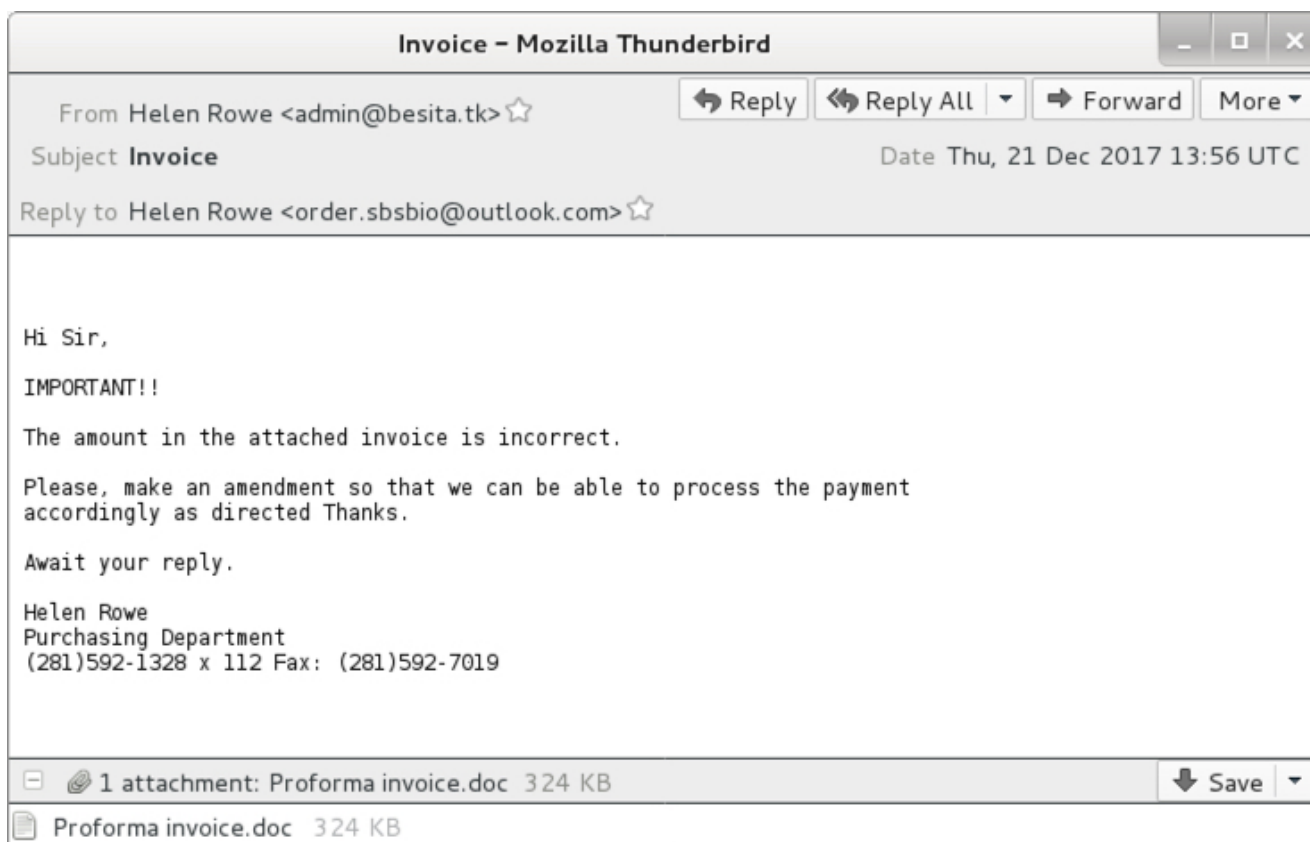 Invoice – Mozilla Thunderbird
From Helen Rowe <admin@besita.tk> Reply Reply All Forward More
Subject Invoice Date Thu, 21 Dec 2017 13:56 UTC
Reply to Helen Rowe <order.sbsbio@outlook.com>
Hi Sir,
IMPORTANT!!
The amount in the attached invoice is incorrect.
Please, make an amendment so that we can be able to process the payment
accordingly as directed Thanks.
Await your reply.
Helen Rowe
Purchasing Department
(281)592-1328 x 112 Fax: (281)592-7019
1 attachment: Proforma invoice.doc 324 KB Save
Proforma invoice.doc 324 KB